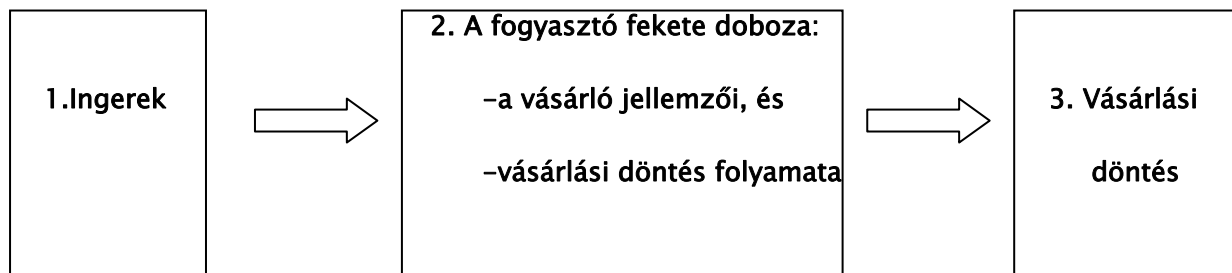 1.Ingerek
2. A fogyasztó fekete doboza:
-a vásárló jellemzői, és
-vásárlási döntés folyamata
3. Vásárlási
döntés